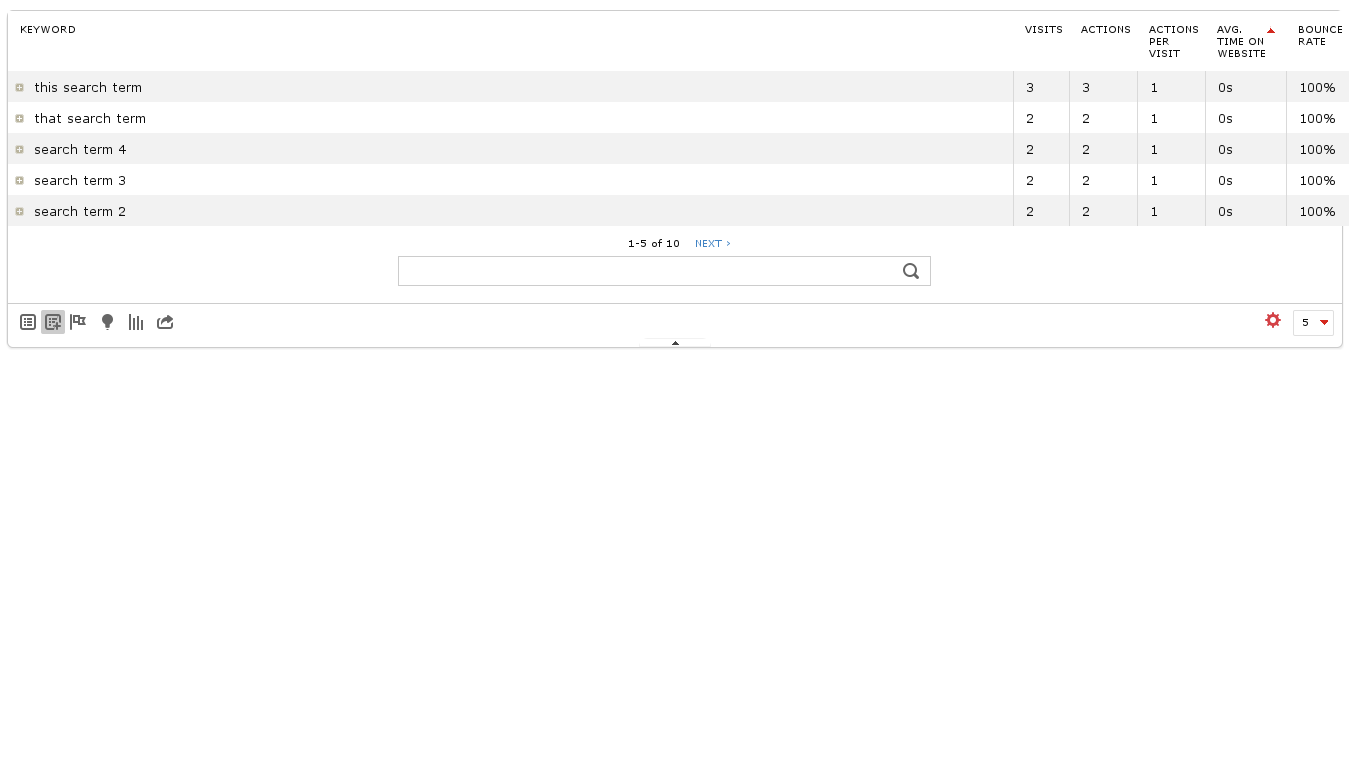 KEYWORD VISITS ACTIONS ACTIONS PER VISIT AVG. TIME ON WEBSITE BOUNCE RATE
this search term 3 3 1 0s 100%
that search term 2 2 1 0s 100%
search term 4 2 2 1 0s 100%
search term 3 2 2 1 0s 100%
search term 2 2 2 1 0s 100%
1-5 of 10 NEXT ›
5